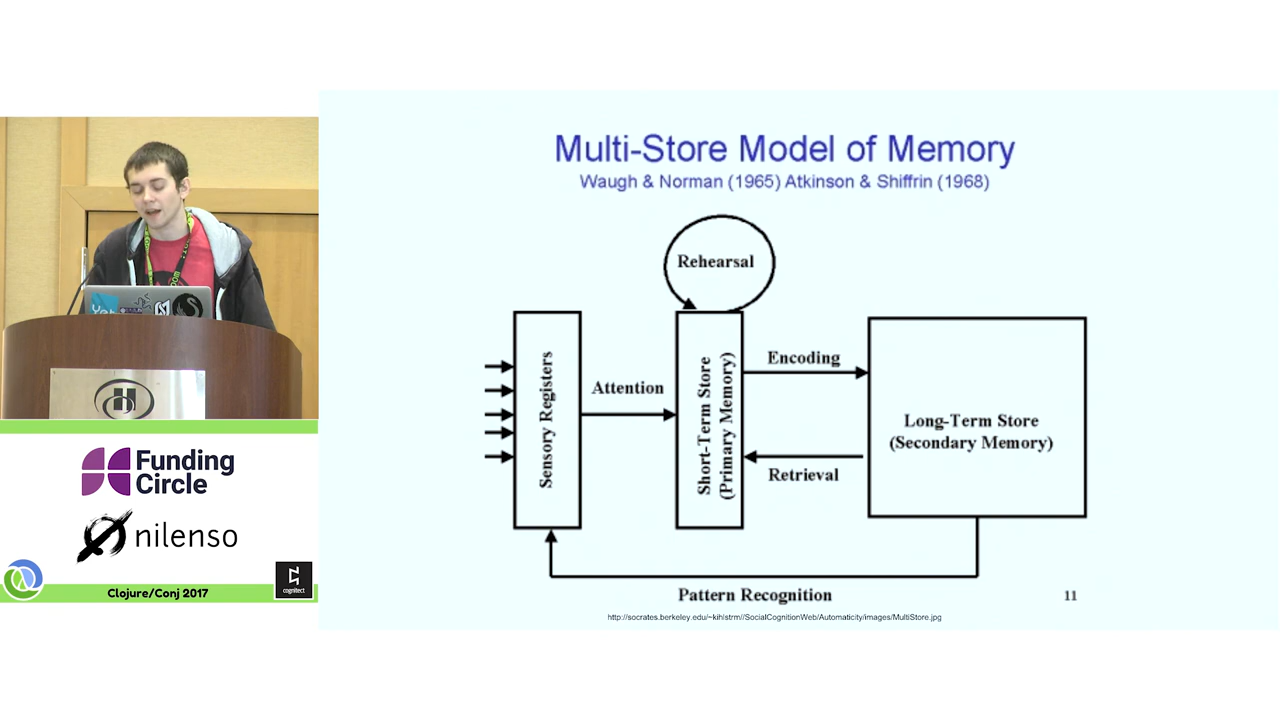 Multi-Store Model of Memory
Waugh & Norman (1965) Atkinson & Shiffrin (1968)
Rehearsal
Sensory Registers
Attention
Short-Term Store
(Primary Memory)
Encoding
Retrieval
Long-Term Store
(Secondary Memory)
Pattern Recognition
11
http://socrates.berkeley.edu/~kihlstrm//SocialCognitionWeb/Automaticity/images/MultiStore.jpg
Funding
Circle
nilenso
Clojure/Conj 2017
cognitect